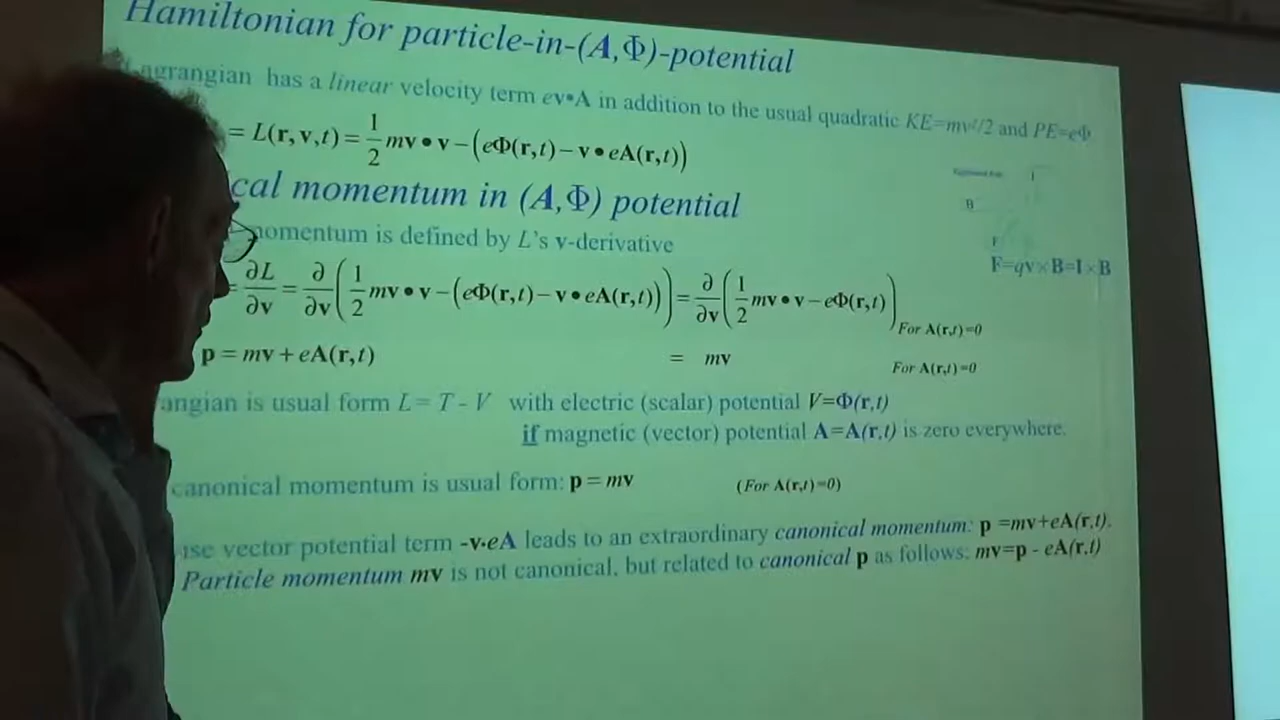 Hamiltonian for particle-in-(A,Φ)-potential
Lagrangian has a linear velocity term ev•A in addition to the usual quadratic KE=mv²/2 and PE=eΦ
= L(r,v,t) = 1/2 mv•v − (eΦ(r,t) − v•eA(r,t))
cal momentum in (A,Φ) potential
momentum is defined by L's v-derivative
= ∂L/∂v = ∂/∂v (1/2 mv•v − (eΦ(r,t) − v•eA(r,t))) = ∂/∂v (1/2 mv•v − eΦ(r,t)) For A(r,t)=0
B
I
F
F=qv×B=I×B
p = mv + eA(r,t) = mv For A(r,t)=0
angian is usual form L= T - V with electric (scalar) potential V=Φ(r,t)
if magnetic (vector) potential A=A(r,t) is zero everywhere.
canonical momentum is usual form: p = mv (For A(r,t)=0)
use vector potential term -v•eA leads to an extraordinary canonical momentum: p =mv+eA(r,t).
Particle momentum mv is not canonical, but related to canonical p as follows: mv=p - eA(r,t)